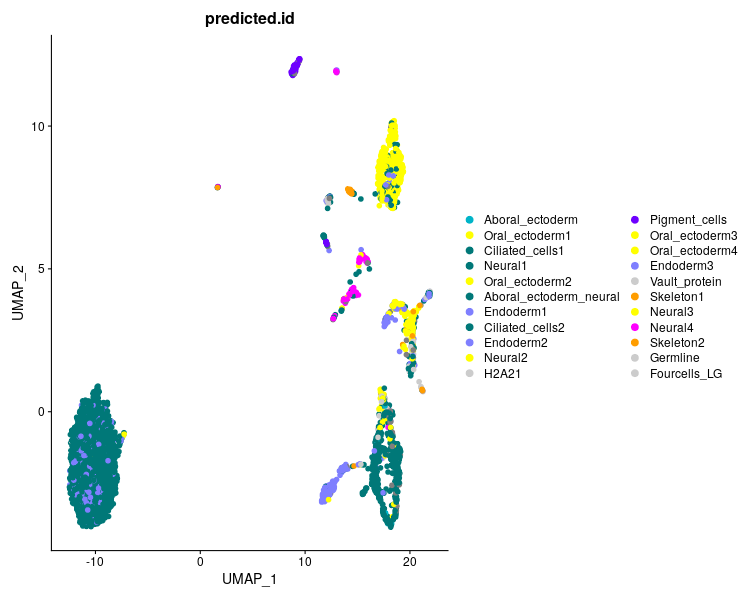 predicted.id
UMAP_2
10
5
0
-10
0
10
20
UMAP_1
Aboral_ectoderm
Oral_ectoderm1
Ciliated_cells1
Neural1
Oral_ectoderm2
Aboral_ectoderm_neural
Endoderm1
Ciliated_cells2
Endoderm2
Neural2
H2A21
Pigment_cells
Oral_ectoderm3
Oral_ectoderm4
Endoderm3
Vault_protein
Skeleton1
Neural3
Neural4
Skeleton2
Germline
Fourcells_LG